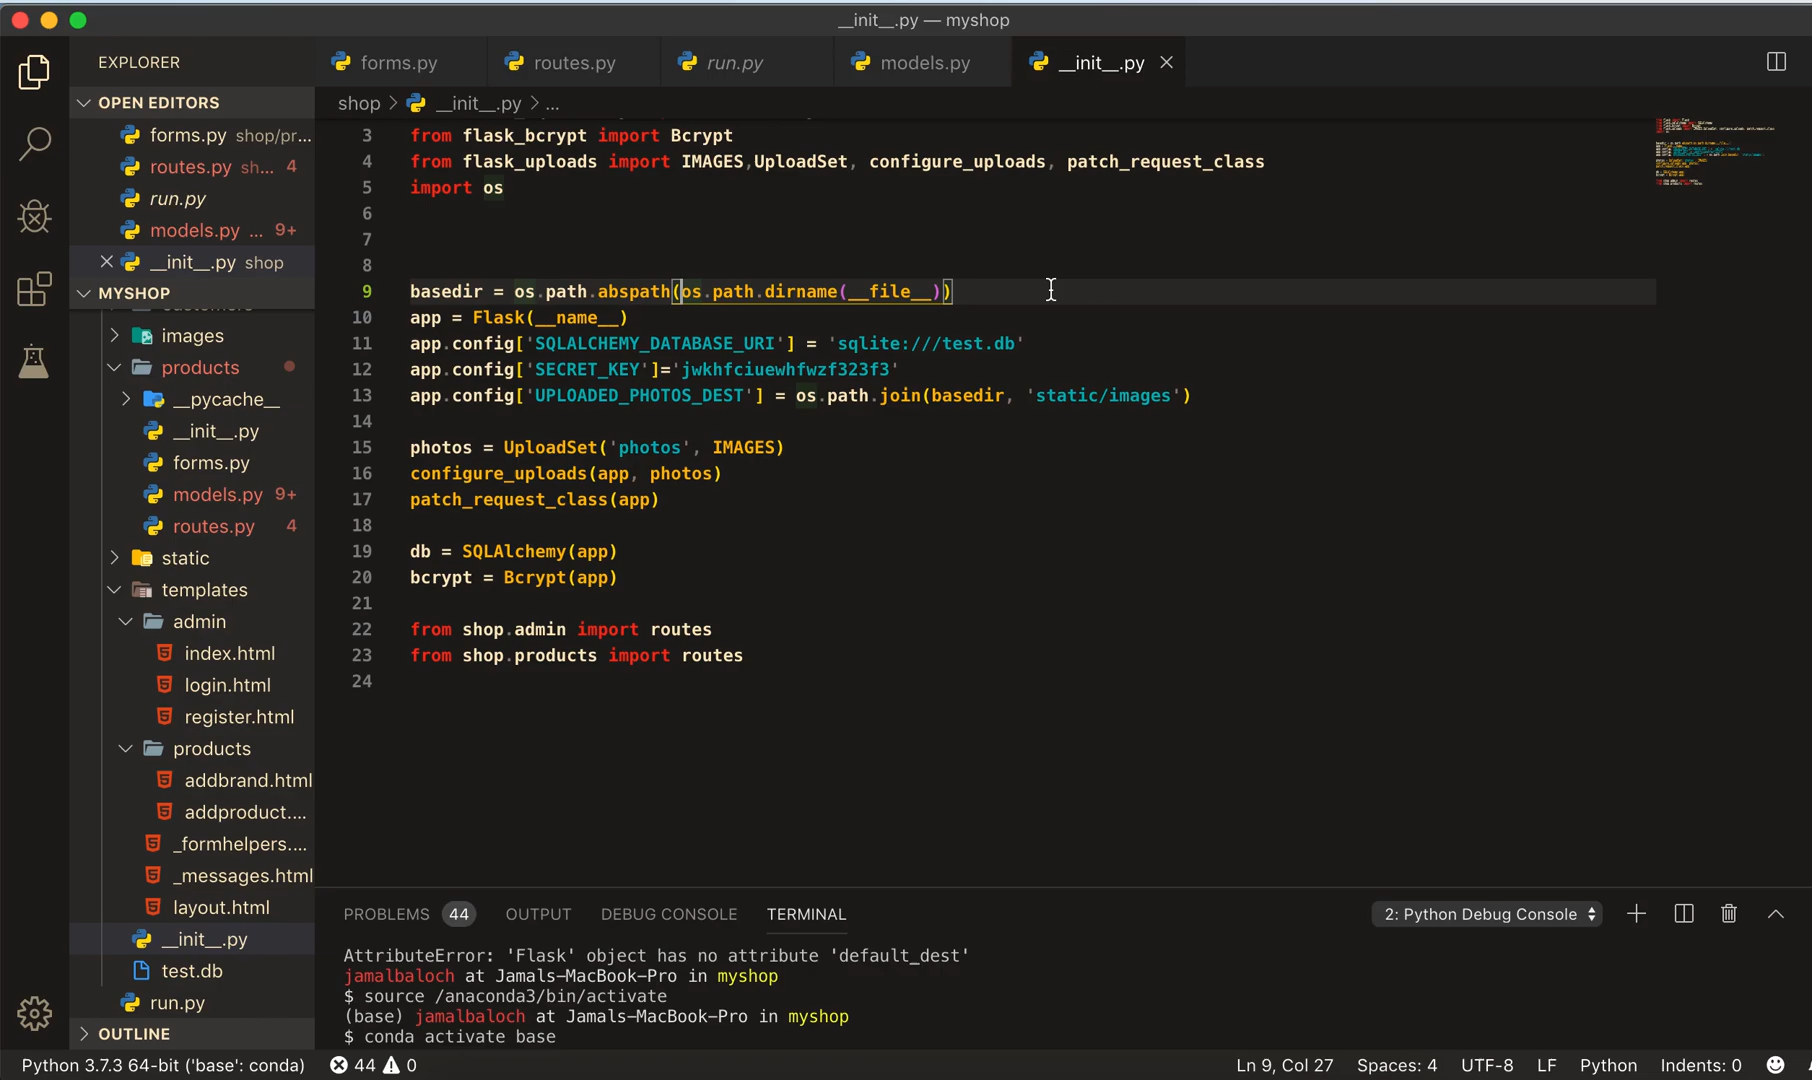 __init__.py — myshop
EXPLORER
forms.py
routes.py
run.py
models.py
__init__.py
OPEN EDITORS
shop > __init__.py > ...
forms.py shop/pr...
routes.py sh... 4
run.py
models.py ... 9+
__init__.py shop
MYSHOP
images
products
__pycache__
__init__.py
forms.py
models.py 9+
routes.py 4
static
templates
admin
index.html
login.html
register.html
products
addbrand.html
addproduct....
_formhelpers....
_messages.html
layout.html
__init__.py
test.db
run.py
OUTLINE
3 from flask_bcrypt import Bcrypt
4 from flask_uploads import IMAGES,UploadSet, configure_uploads, patch_request_class
5 import os
6
7
8
9 basedir = os.path.abspath(os.path.dirname(__file__))
10 app = Flask(__name__)
11 app.config['SQLALCHEMY_DATABASE_URI'] = 'sqlite:///test.db'
12 app.config['SECRET_KEY']='jwkhfciuewhfwzf323f3'
13 app.config['UPLOADED_PHOTOS_DEST'] = os.path.join(basedir, 'static/images')
14
15 photos = UploadSet('photos', IMAGES)
16 configure_uploads(app, photos)
17 patch_request_class(app)
18
19 db = SQLAlchemy(app)
20 bcrypt = Bcrypt(app)
21
22 from shop.admin import routes
23 from shop.products import routes
24
PROBLEMS 44 OUTPUT DEBUG CONSOLE TERMINAL 2: Python Debug Console
AttributeError: 'Flask' object has no attribute 'default_dest'
jamalbaloch at Jamals-MacBook-Pro in myshop
$ source /anaconda3/bin/activate
(base) jamalbaloch at Jamals-MacBook-Pro in myshop
$ conda activate base
Python 3.7.3 64-bit ('base': conda) 44 0 Ln 9, Col 27 Spaces: 4 UTF-8 LF Python Indents: 0